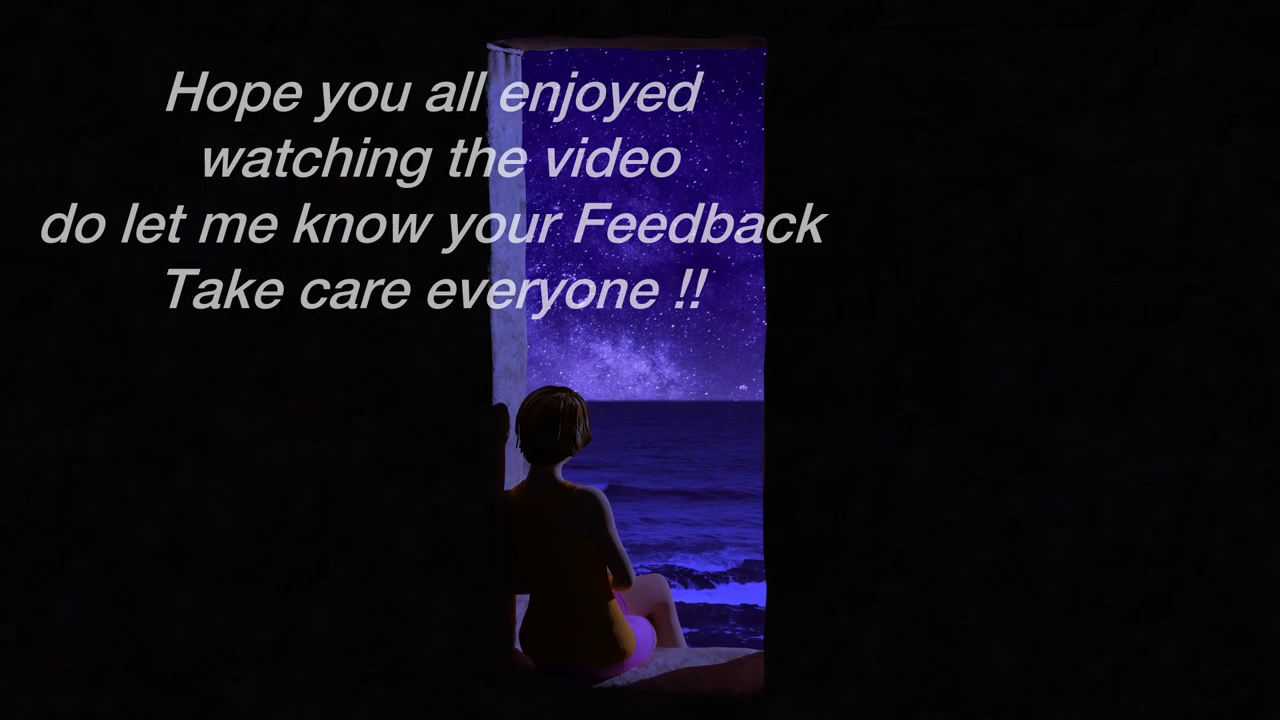 Hope you all enjoyed
watching the video
do let me know your Feedback
Take care everyone !!